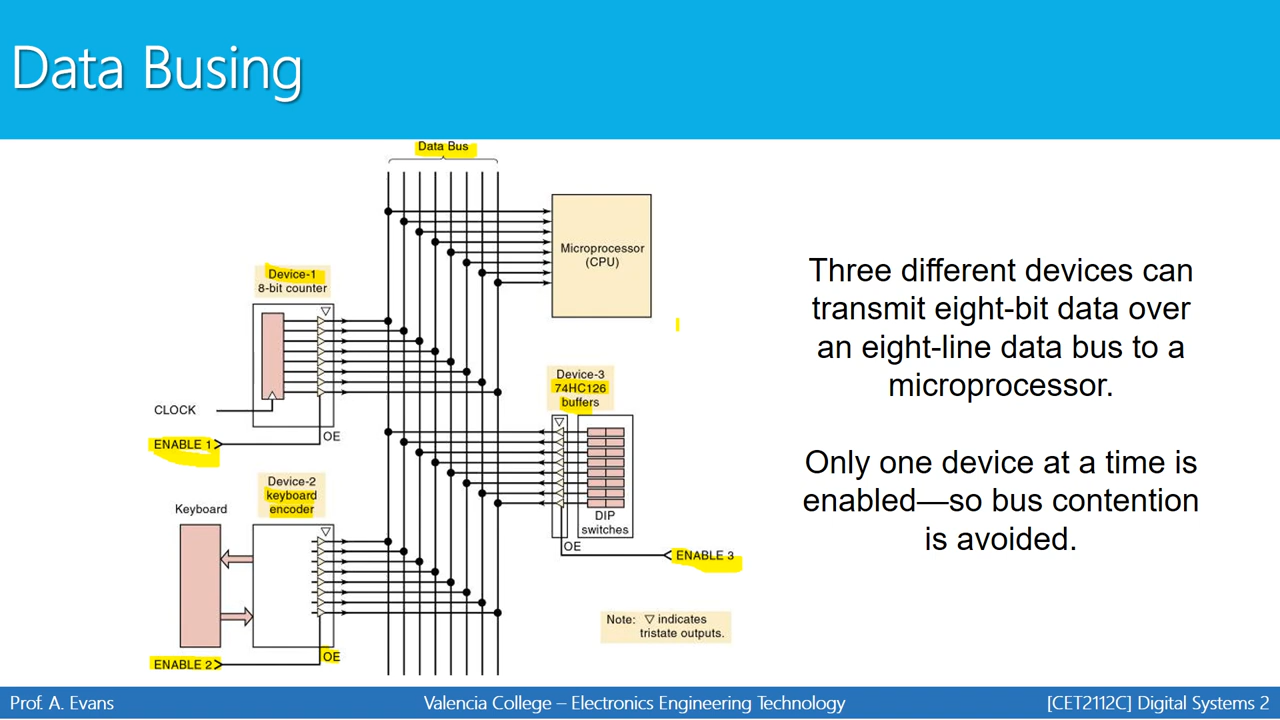 Data Busing
Data Bus
Microprocessor
(CPU)
Device-1
8-bit counter
CLOCK
ENABLE 1
OE
Device-2
keyboard
encoder
Keyboard
ENABLE 2
OE
Device-3
74HC126
buffers
DIP
switches
OE
ENABLE 3
Note: ▽ indicates
tristate outputs.
Three different devices can
transmit eight-bit data over
an eight-line data bus to a
microprocessor.
Only one device at a time is
enabled—so bus contention
is avoided.
Prof. A. Evans
Valencia College – Electronics Engineering Technology
[CET2112C] Digital Systems 2